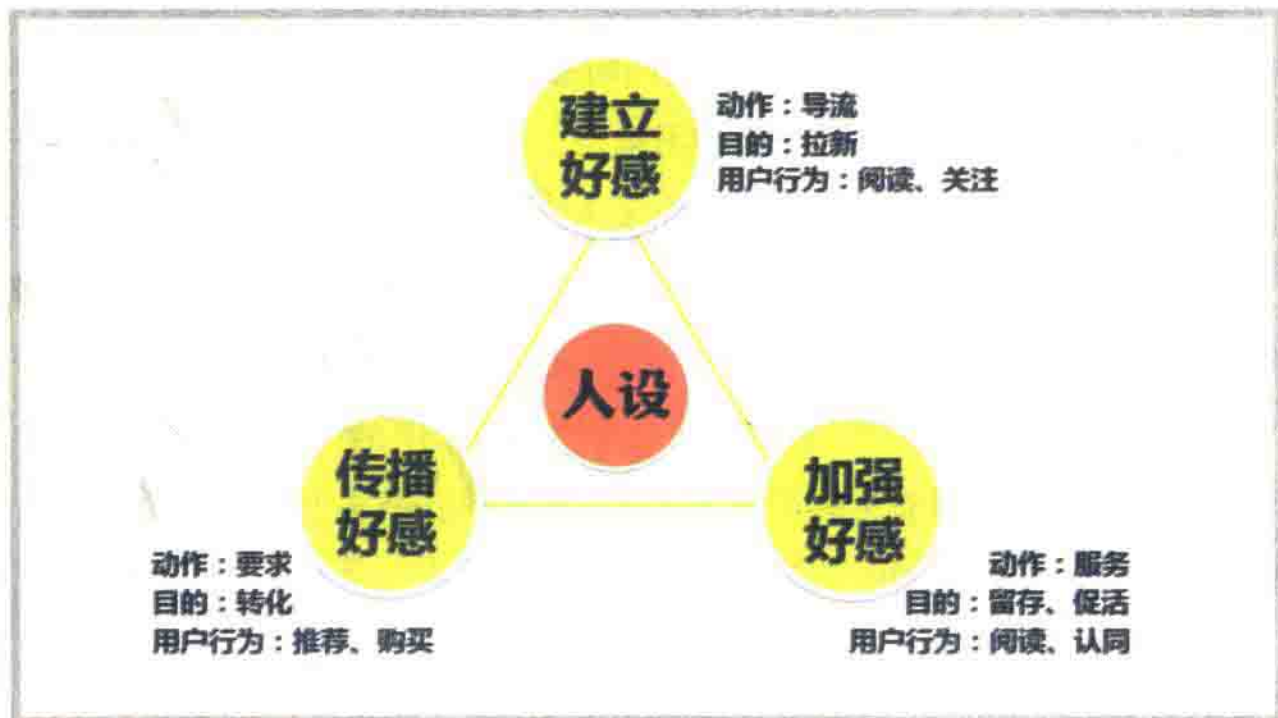 建立
好感
动作：导流
目的：拉新
用户行为：阅读、关注
人设
传播
好感
动作：要求
目的：转化
用户行为：推荐、购买
加强
好感
动作：服务
目的：留存、促活
用户行为：阅读、认同